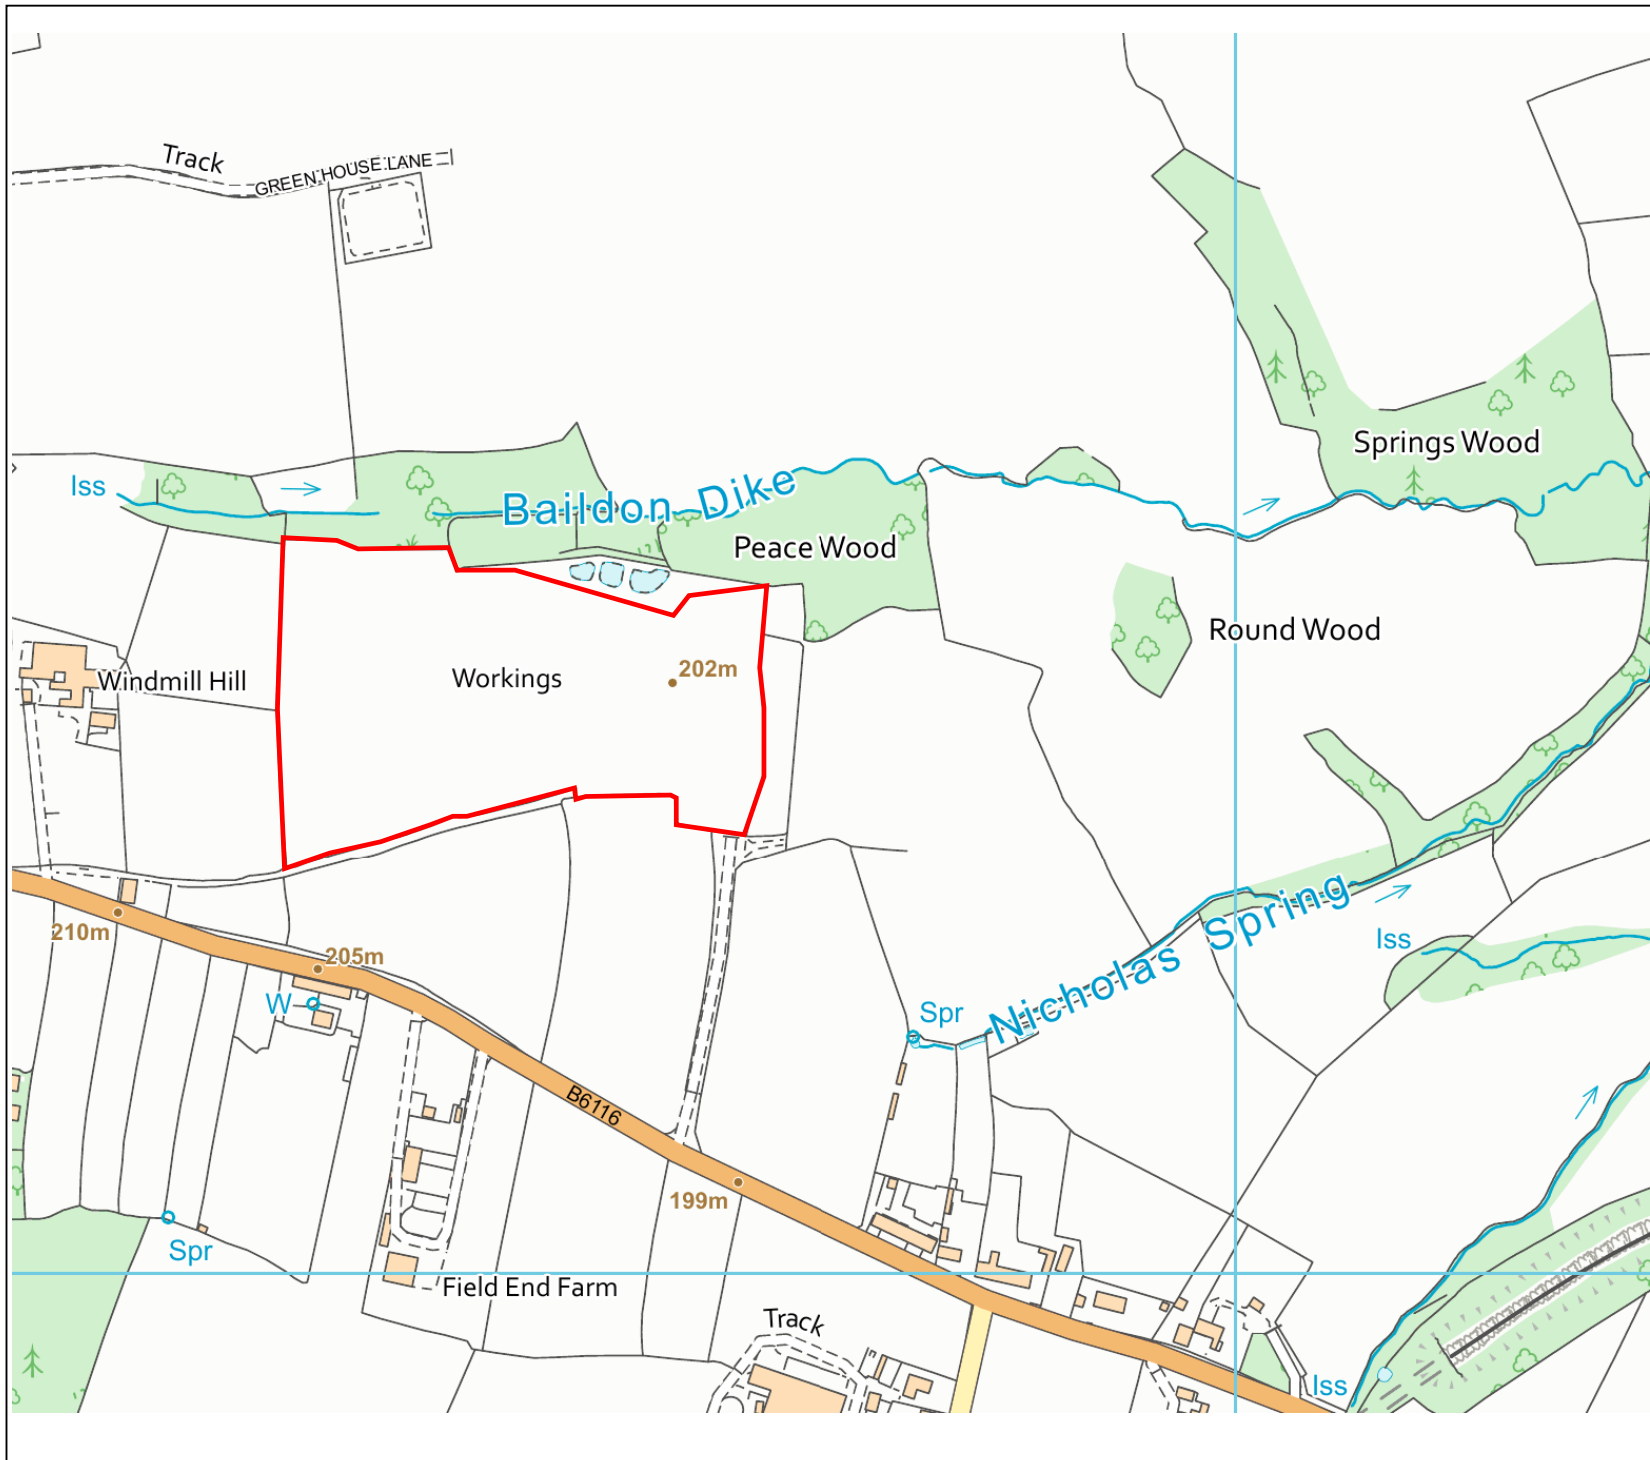 Track
GREEN HOUSE LANE
Springs Wood
Iss
Baildon Dike
Peace Wood
Round Wood
202m
Windmill Hill
Workings
Nicholas Spring
210m
205m
Iss
W
Spr
B6116
199m
Spr
Field End Farm
Track
Iss